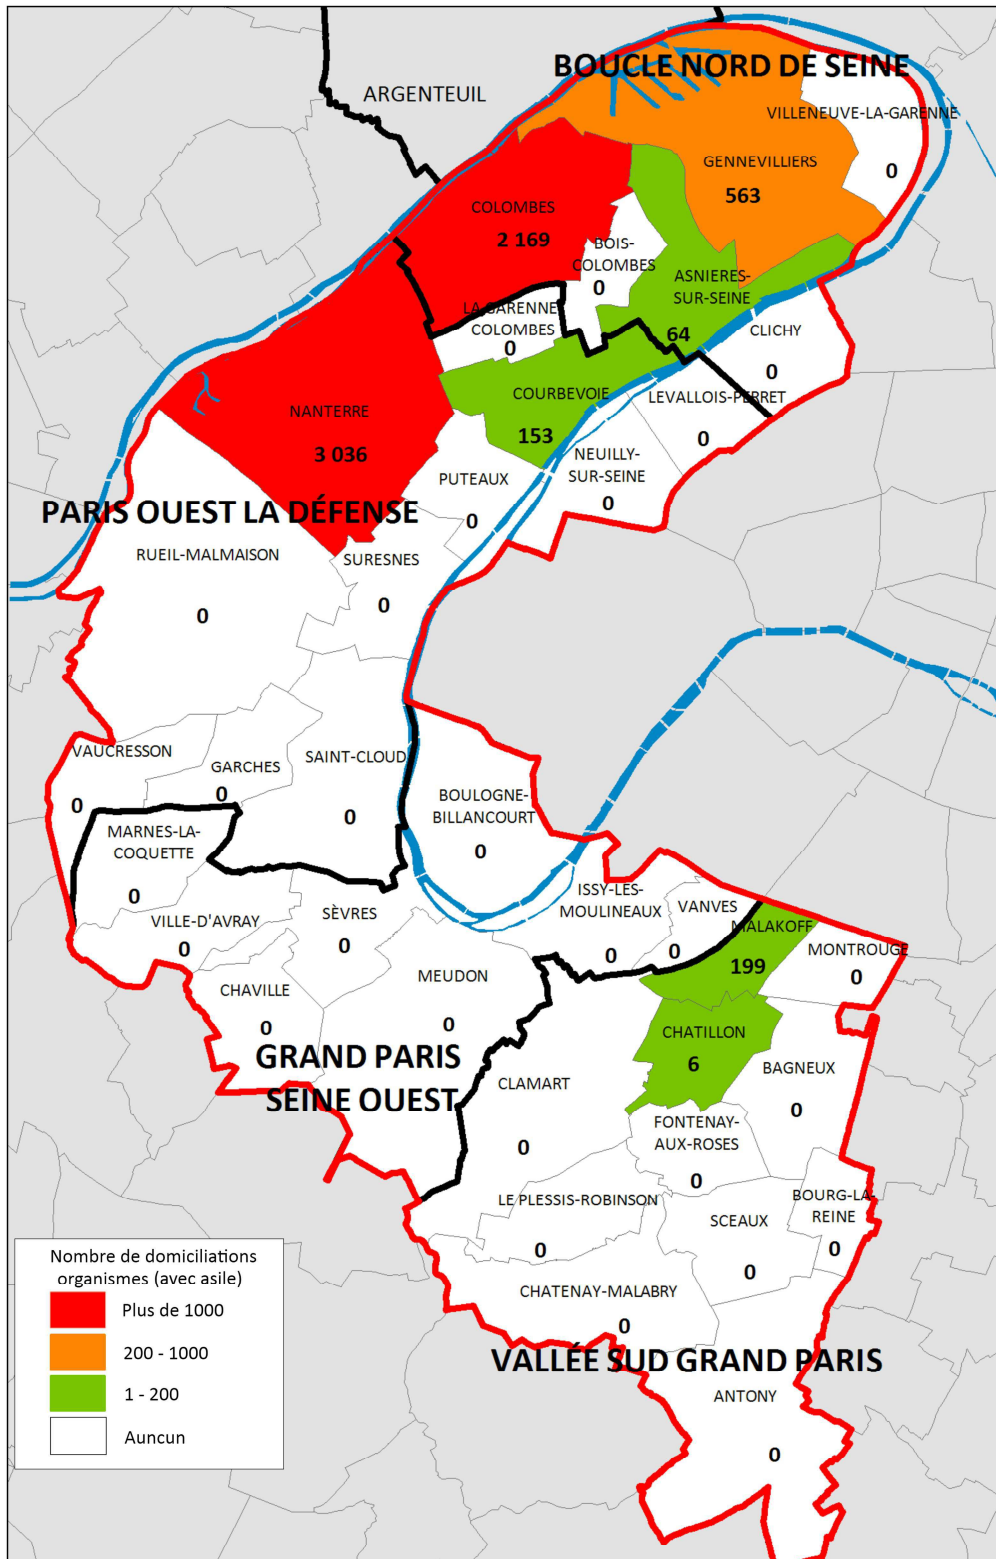 BOUCLE NORD DE SEINE
ARGENTEUIL
VILLENEUVE-LA-GARENNE
0
GENNEVILLIERS
563
COLOMBES
2 169
BOIS-
COLOMBES
0
ASNIERES-
SUR-SEINE
64
LA GARENNE
COLOMBES
0
CLICHY
0
COURBEVOIE
153
LEVALLOIS-PERRET
0
NANTERRE
3 036
NEUILLY-
SUR-SEINE
0
PUTEAUX
0
PARIS OUEST LA DÉFENSE
RUEIL-MALMAISON
0
SURESNES
0
VAUCRESSON
0
GARCHES
0
SAINT-CLOUD
0
BOULOGNE-
BILLANCOURT
0
MARNES-LA-
COQUETTE
0
VILLE-D'AVRAY
0
SÈVRES
0
ISSY-LES-
MOULINEAUX
0
VANVES
0
MALAKOFF
199
MONTROUGE
0
CHAVILLE
0
MEUDON
0
GRAND PARIS
SEINE OUEST
CHATILLON
6
BAGNEUX
0
CLAMART
0
FONTENAY-
AUX-ROSES
0
LE PLESSIS-ROBINSON
0
SCEAUX
0
BOURG-LA-
REINE
0
CHATENAY-MALABRY
0
VALLÉE SUD GRAND PARIS
ANTONY
0
Nombre de domiciliations
organismes (avec asile)
Plus de 1000
200 - 1000
1 - 200
Auncun